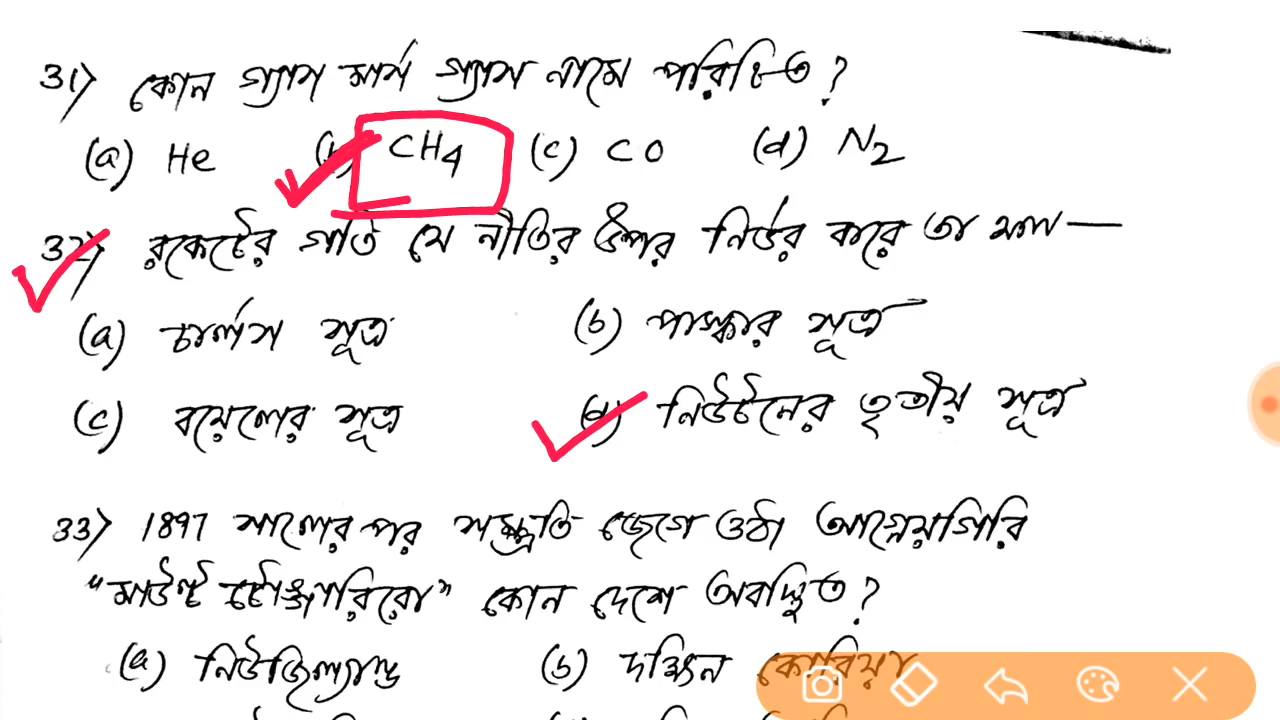 31) কোন গ্যাস মার্স গ্যাস নামে পরিচিত?
(a) He (b) CH4 (c) CO (d) N2
32) রকেটের গতি যে নীতির উপর নির্ভর করে তা হল —
(a) চার্লস সূত্র (b) পাস্কার সূত্র
(c) বয়েলের সূত্র (d) নিউটনের তৃতীয় সূত্র
33) 1897 সালের পর সম্প্রতি জেগে ওঠা আগ্নেয়গিরি
"মাউন্ট টোঙ্গারিরো" কোন দেশে অবস্থিত?
(a) নিউজিল্যান্ড (b) দক্ষিন কোরিয়া